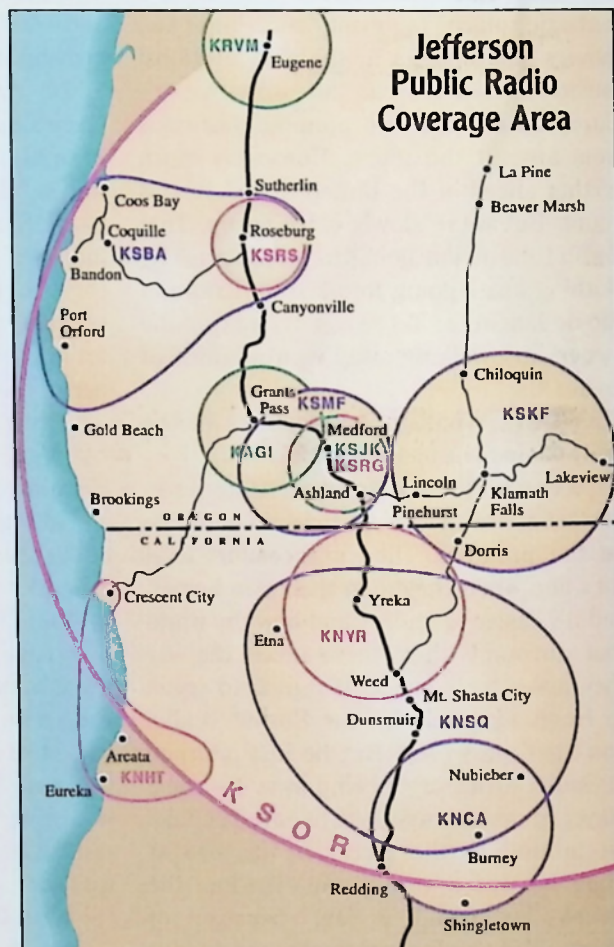 Jefferson
Public Radio
Coverage Area
KRVM
Eugene
La Pine
Beaver Marsh
Sutherlin
Coos Bay
Coquille
KSBA
Bandon
Roseburg
KSRS
Port
Orford
Canyonville
Chiloquin
Grants
Pass
KSMF
KSKF
Gold Beach
KAGI
Medford
KSJK
KSRG
Lakeview
Ashland
Lincoln
Pinehurst
Klamath
Falls
Brookings
OREGON
CALIFORNIA
Dorris
Crescent City
Yreka
Etna
KNYR
Weed
Mt. Shasta City
Dunsmuir
KNSQ
Arcata
KNHT
Eureka
Nubieber
KSOR
KNCA
Burney
Redding
Shingletown